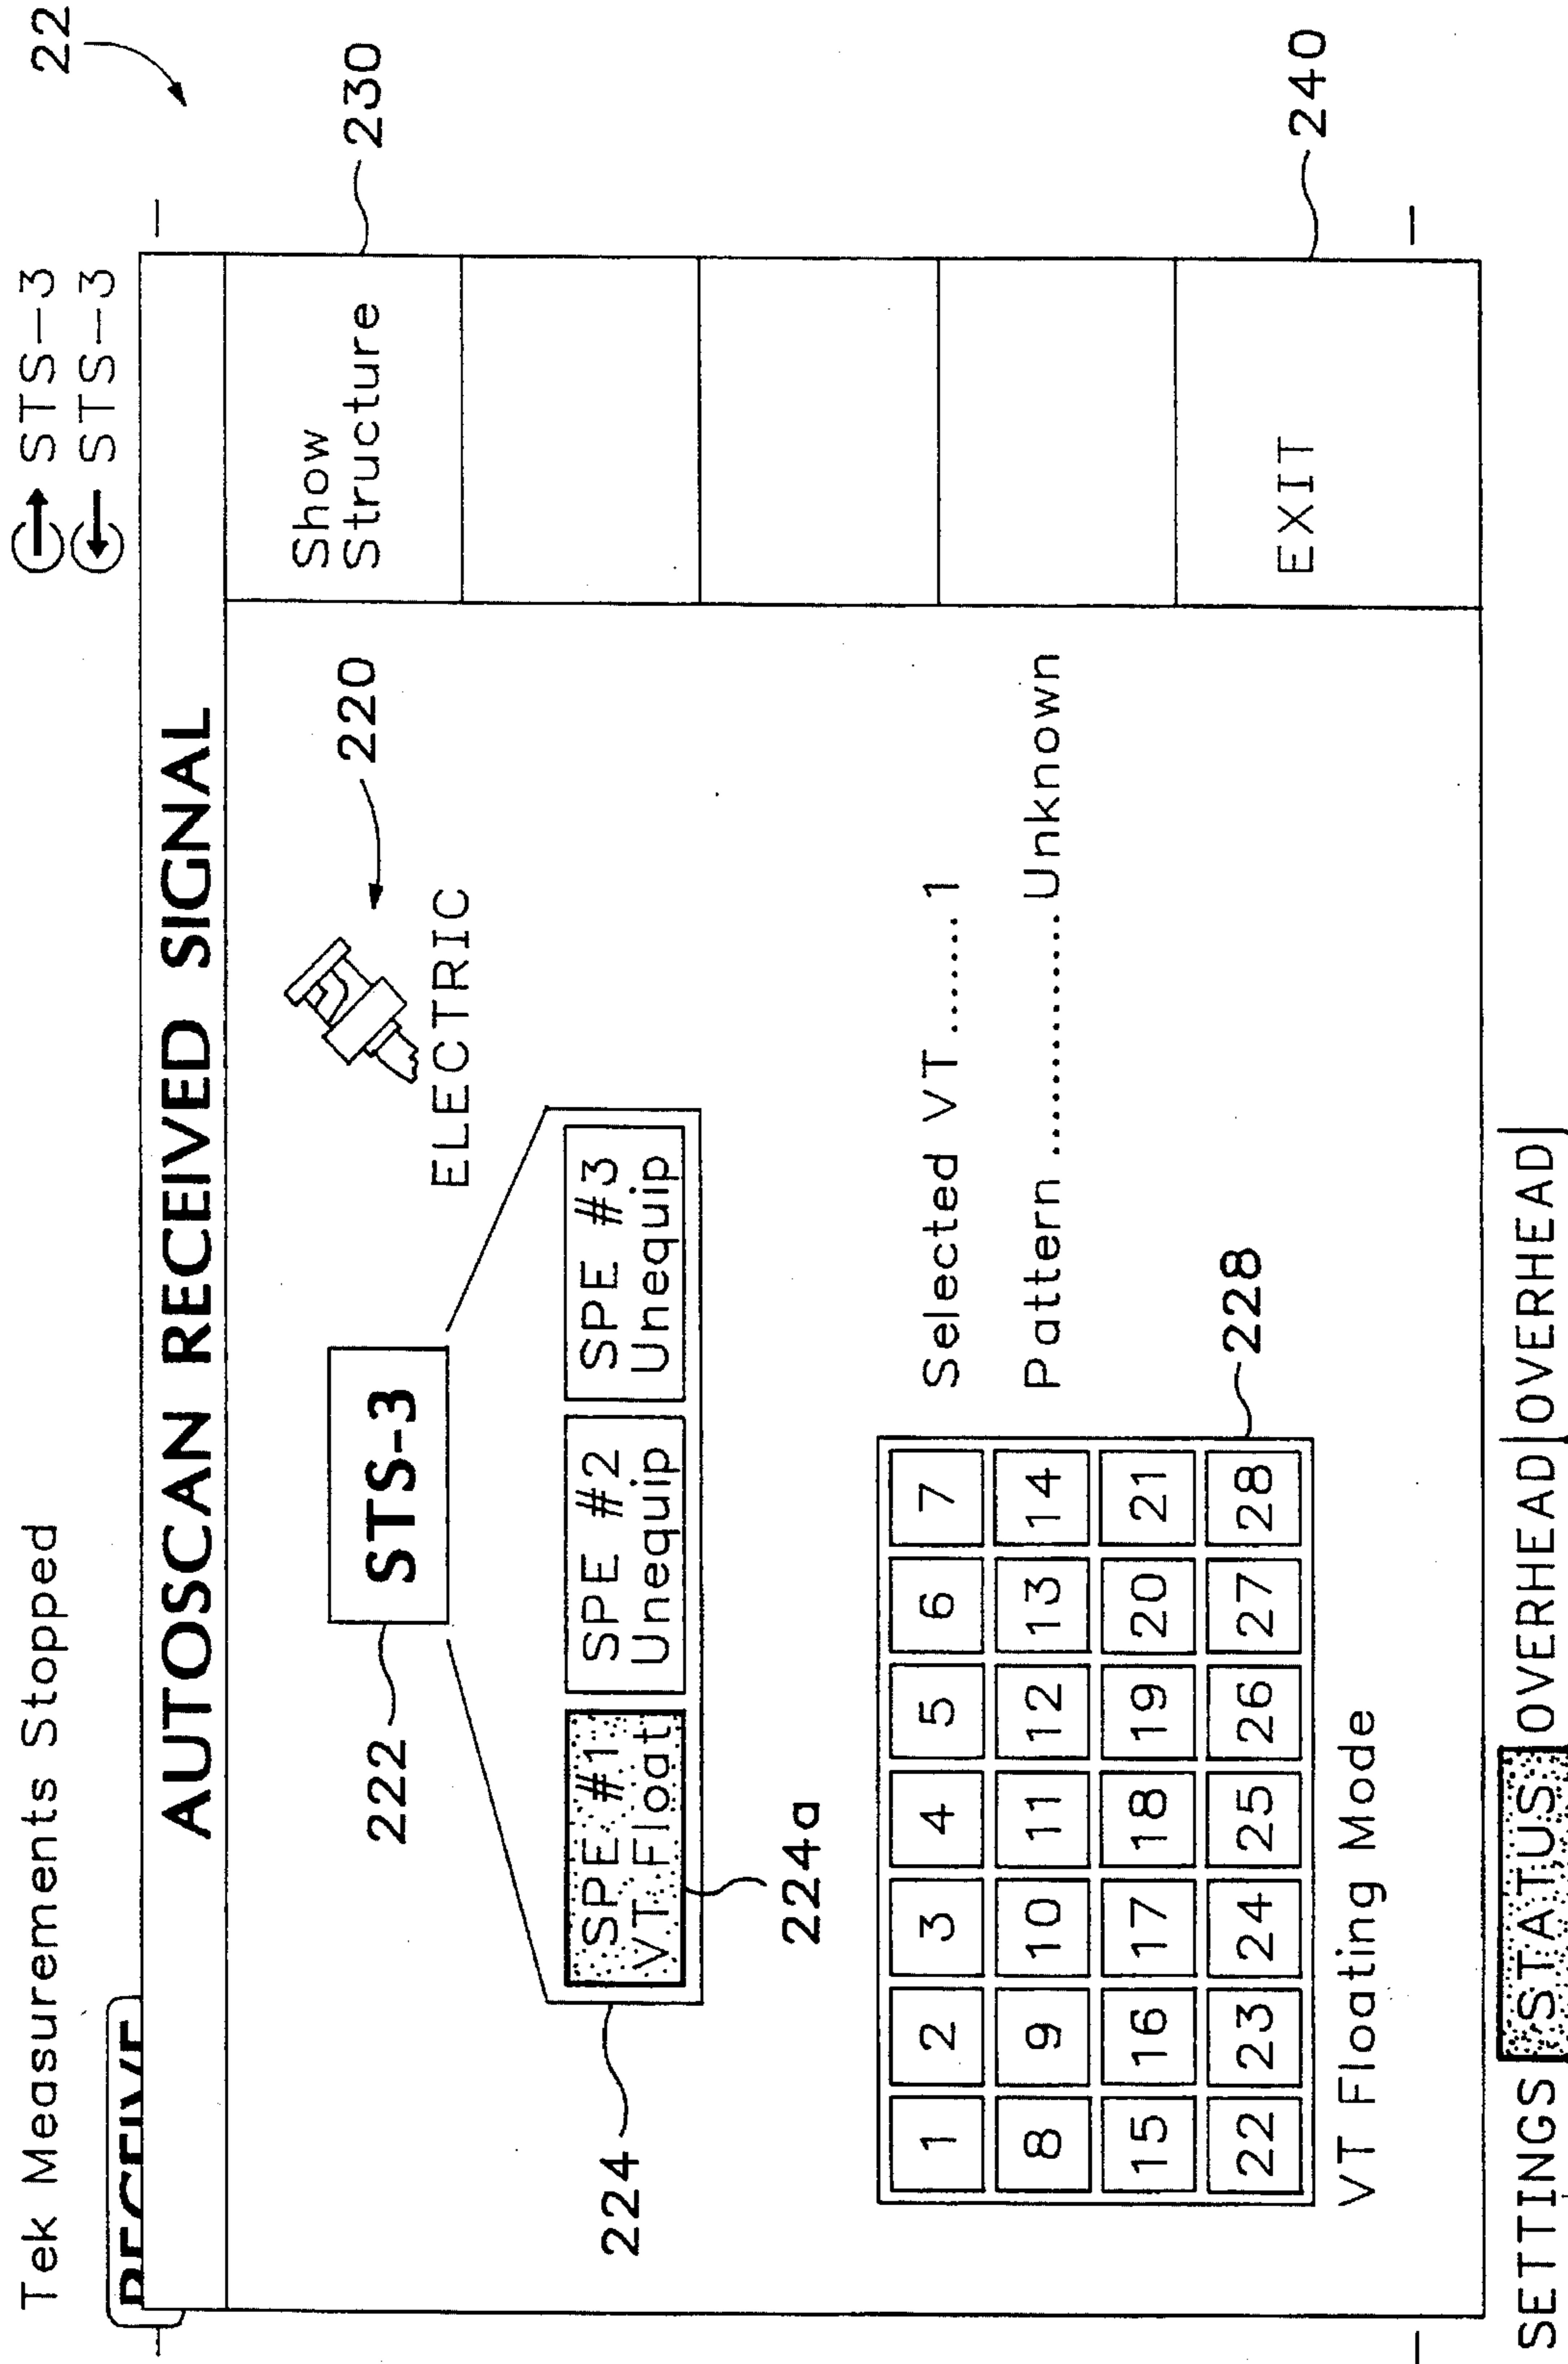 Tek Measurements Stopped
STS-3
STS-3
22
RECEIVE
AUTOSCAN RECEIVED SIGNAL
222
STS-3
ELECTRIC
220
Show
Structure
230
224
SPE #1
VT Float
SPE #2
Unequip
SPE #3
Unequip
224a
1 2 3 4 5 6 7
8 9 10 11 12 13 14
15 16 17 18 19 20 21
22 23 24 25 26 27 28
228
VT Floating Mode
Selected VT.......1
Pattern ................Unknown
EXIT
240
SETTINGS STATUS OVERHEAD OVERHEAD